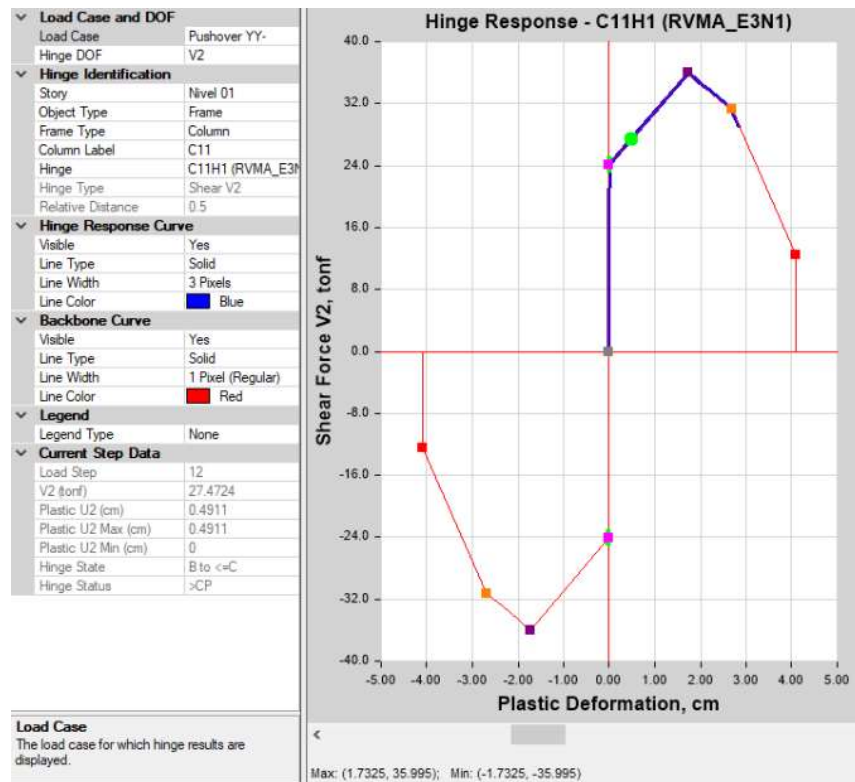 Load Case and DOF
Load Case Pushover YY-
Hinge DOF V2
Hinge Identification
Story Nivel 01
Object Type Frame
Frame Type Column
Column Label C11
Hinge C11H1 (RVMA_E3N
Hinge Type Shear V2
Relative Distance 0.5
Hinge Response Curve
Visible Yes
Line Type Solid
Line Width 3 Pixels
Line Color Blue
Backbone Curve
Visible Yes
Line Type Solid
Line Width 1 Pixel (Regular)
Line Color Red
Legend
Legend Type None
Current Step Data
Load Step 12
V2 (tonf) 27.4724
Plastic U2 (cm) 0.4911
Plastic U2 Max (cm) 0.4911
Plastic U2 Min (cm) 0
Hinge State B to <=C
Hinge Status >CP
Load Case
The load case for which hinge results are
displayed.
Hinge Response - C11H1 (RVMA_E3N1)
40.0
32.0
24.0
16.0
8.0
0.0
-8.0
-16.0
-24.0
-32.0
-40.0
Shear Force V2, tonf
-5.00 -4.00 -3.00 -2.00 -1.00 0.00 1.00 2.00 3.00 4.00 5.00
Plastic Deformation, cm
Max: (1.7325, 35.995); Min: (-1.7325, -35.995)